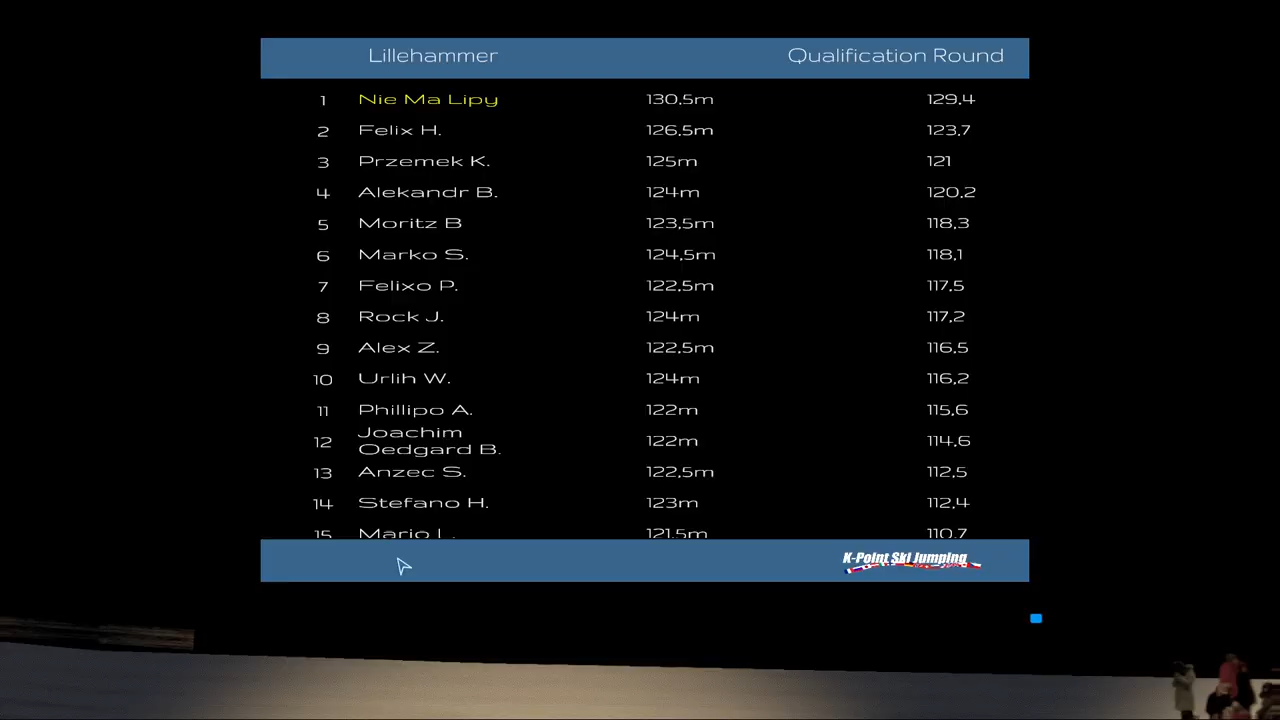 Lillehammer Qualification Round
1 Nie Ma Lipy 130,5m 129,4
2 Felix H. 126,5m 123,7
3 Przemek K. 125m 121
4 Alekandr B. 124m 120,2
5 Moritz B 123,5m 118,3
6 Marko S. 124,5m 118,1
7 Felixo P. 122,5m 117,5
8 Rock J. 124m 117,2
9 Alex Z. 122,5m 116,5
10 Urlih W. 124m 116,2
11 Phillipo A. 122m 115,6
12 Joachim
Oedgard B. 122m 114,6
13 Anzec S. 122,5m 112,5
14 Stefano H. 123m 112,4
15 Mario L. 121,5m 110,7
K-Point Ski Jumping